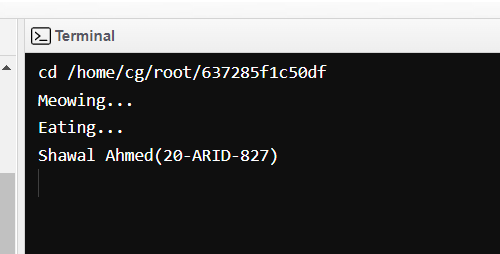 Terminal
cd /home/cg/root/637285f1c50df
Meowing...
Eating...
Shawal Ahmed(20-ARID-827)